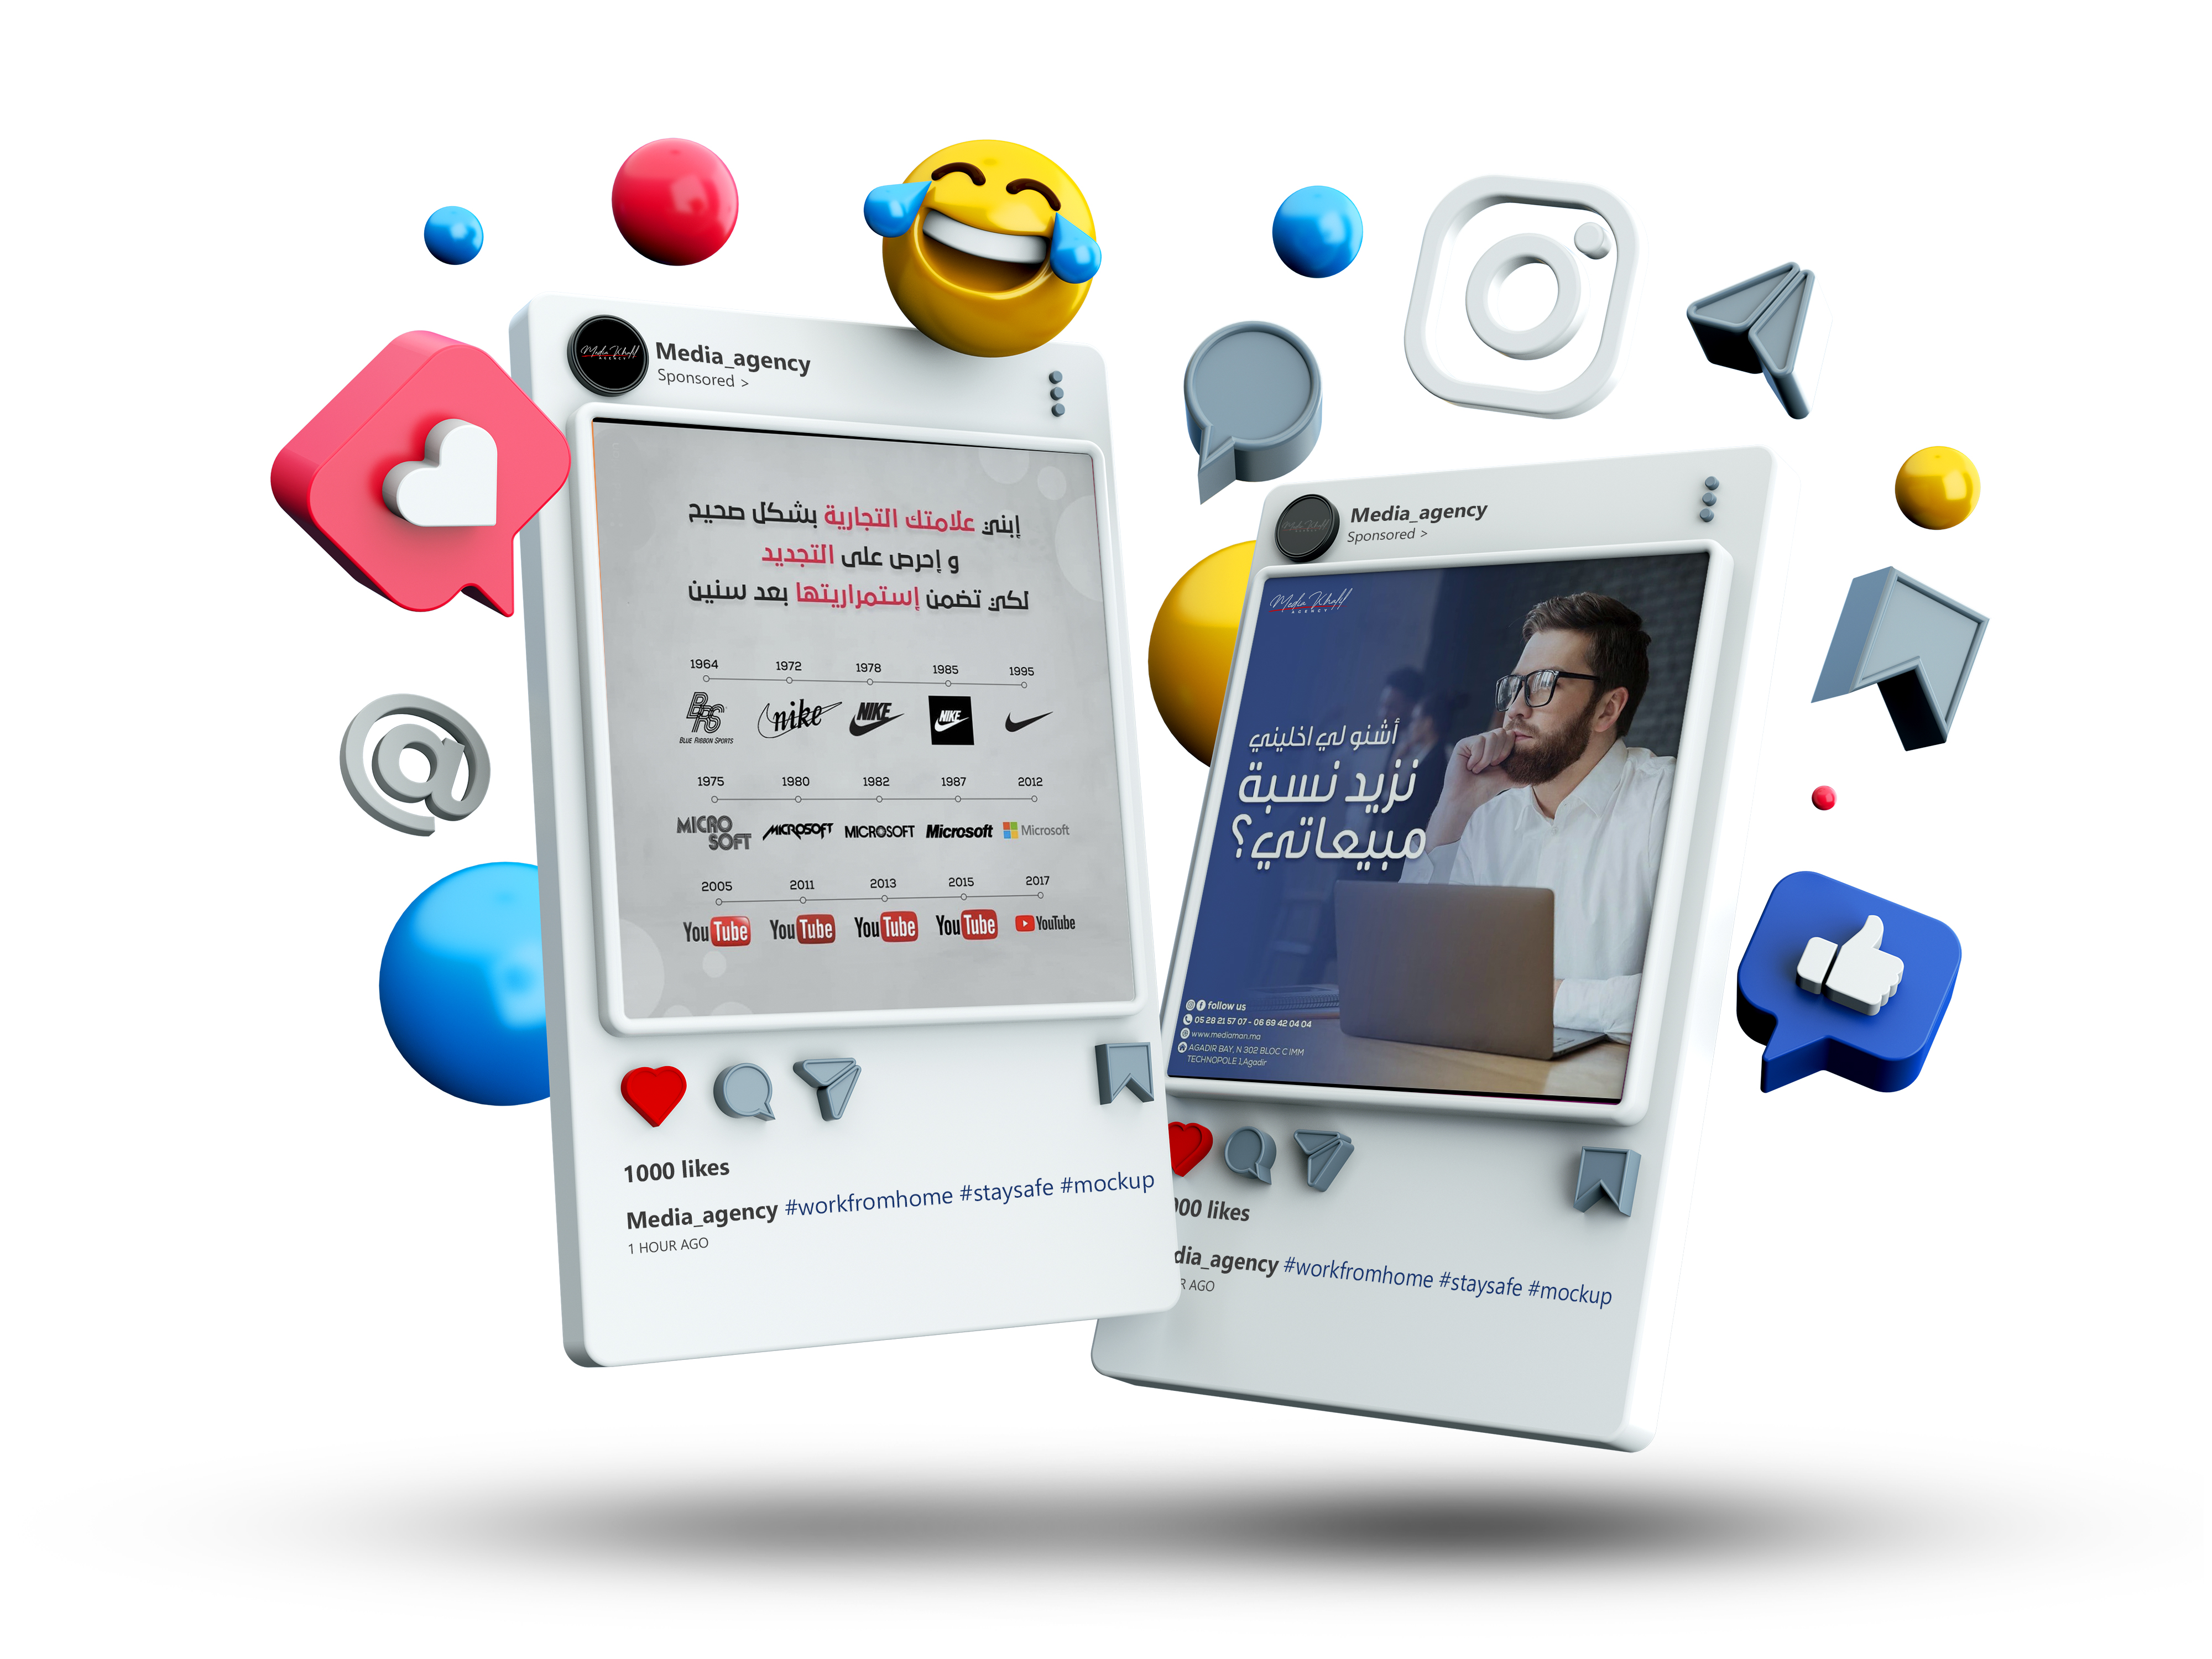 Media Khalil
AGENCY
Media_agency
Sponsored >
إبني علامتك التجارية بشكل صحيح
و إحرص على التجديد
لكي تضمن إستمراريتها بعد سنين
1964 1972 1978 1985 1995
BRS
BLUE RIBBON SPORTS
nike NIKE NIKE
1975 1980 1982 1987 2012
MICROSOFT MICROSOFT MICROSOFT Microsoft Microsoft
2005 2011 2013 2015 2017
YouTube YouTube YouTube YouTube YouTube
1000 likes
Media_agency #workfromhome #staysafe #mockup
1 HOUR AGO
Media_agency
Sponsored >
Media Khalil
AGENCY
أشنو لي اخليني
نزيد نسبة
مبيعاتي؟
follow us
05 28 21 57 07 - 06 69 42 04 04
www.mediaman.ma
AGADIR BAY, N 302 BLOC C IMM
TECHNOPOLE 1,Agadir
000 likes
dia_agency #workfromhome #staysafe #mockup
R AGO